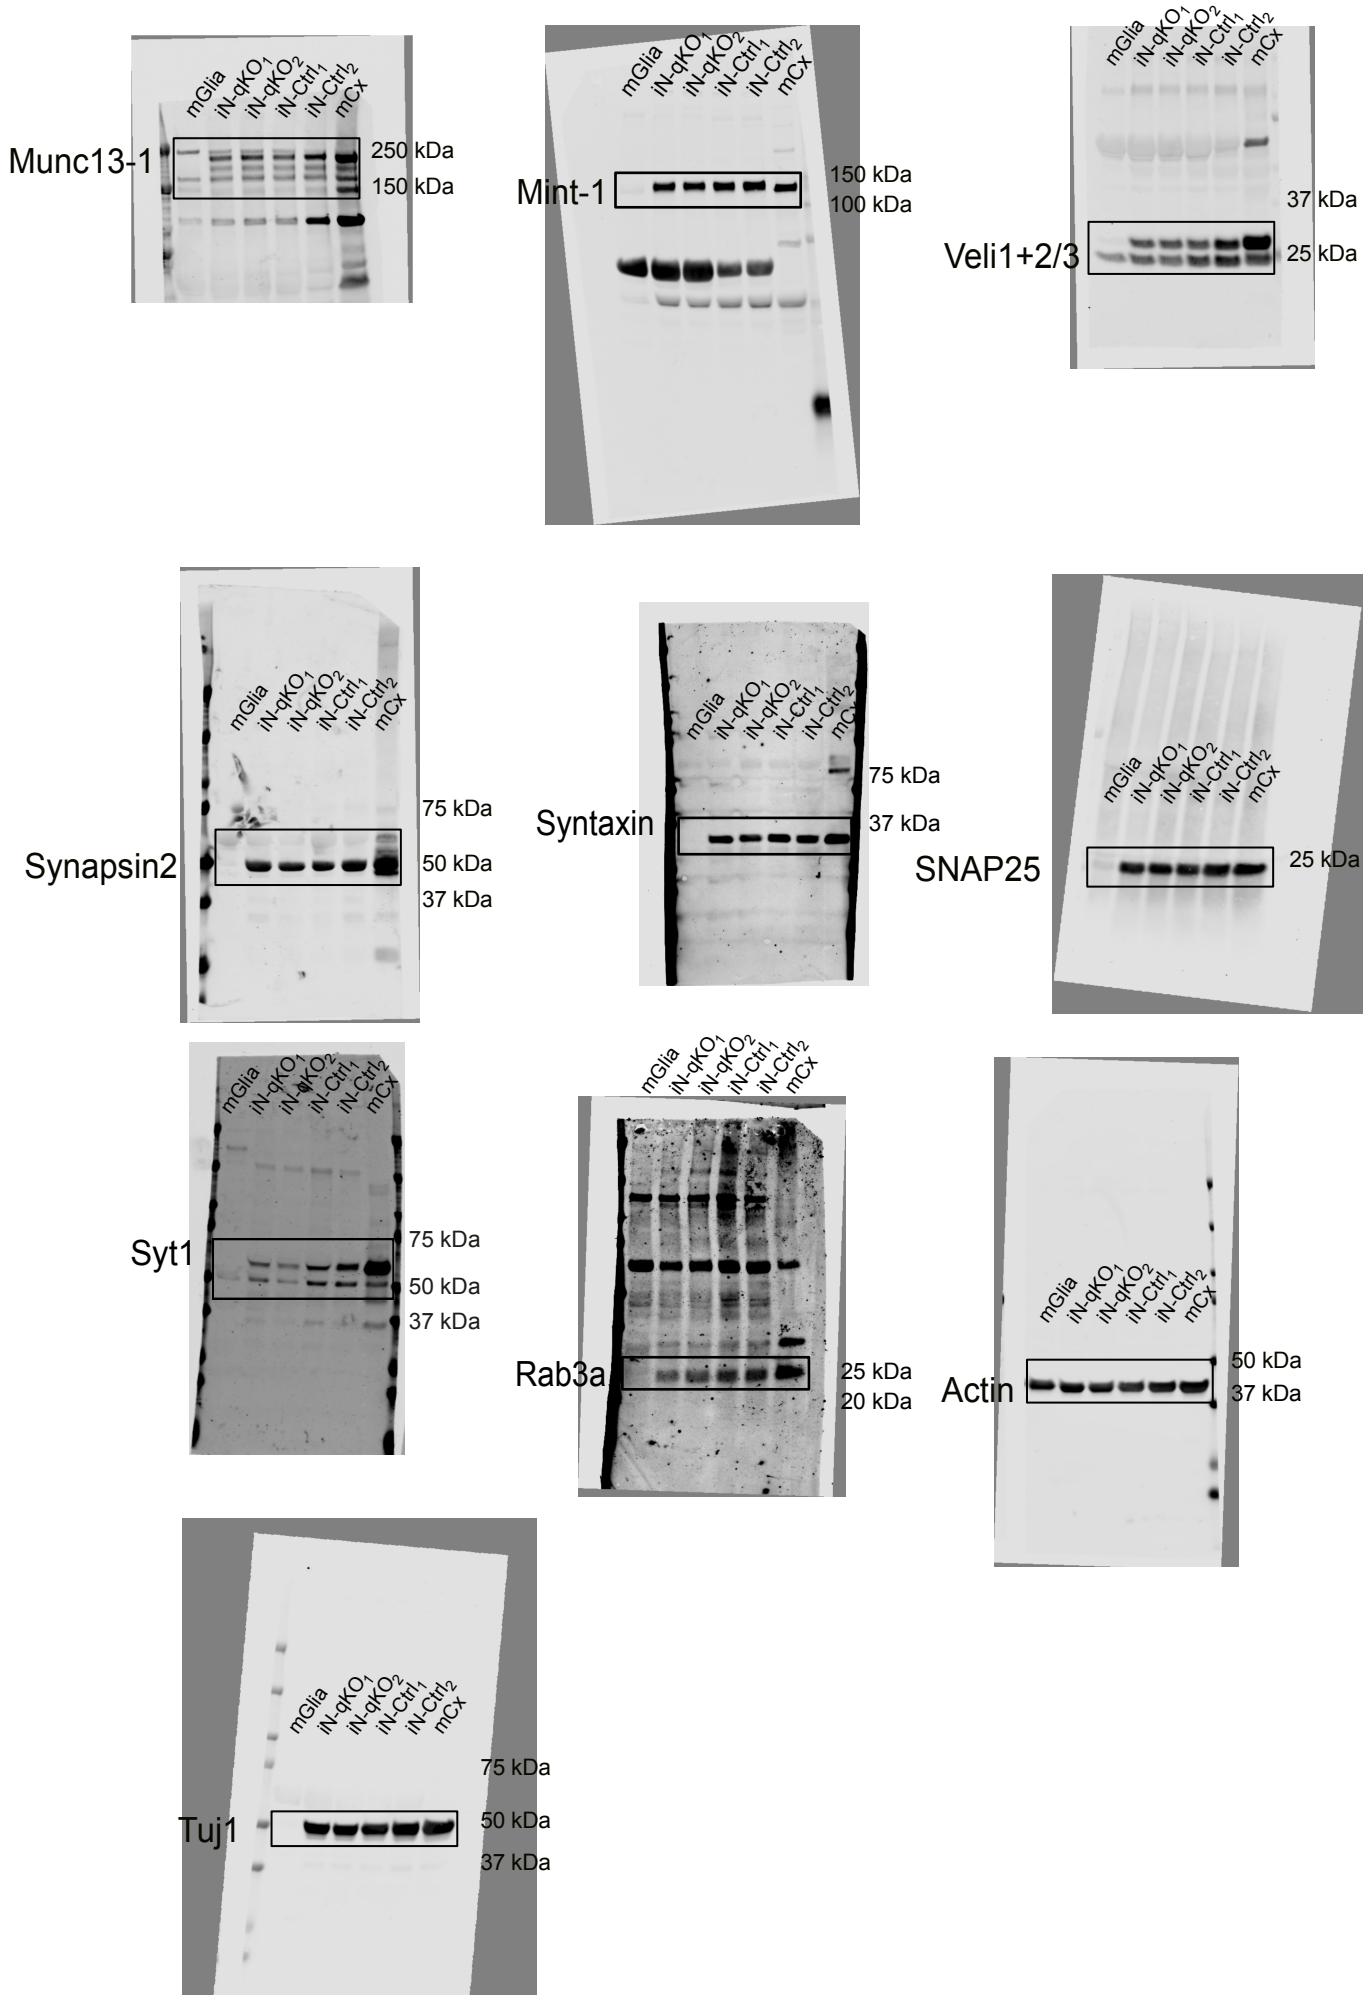 mGlia iN-qKO1 iN-qKO2 iN-Ctrl1 iN-Ctrl2 mCx
Munc13-1
250 kDa
150 kDa
mGlia iN-qKO1 iN-qKO2 iN-Ctrl1 iN-Ctrl2 mCx
Mint-1
150 kDa
100 kDa
mGlia iN-qKO1 iN-qKO2 iN-Ctrl1 iN-Ctrl2 mCx
Veli1+2/3
37 kDa
25 kDa
mGlia iN-qKO1 iN-qKO2 iN-Ctrl1 iN-Ctrl2 mCx
Synapsin2
75 kDa
50 kDa
37 kDa
mGlia iN-qKO1 iN-qKO2 iN-Ctrl1 iN-Ctrl2 mCx
Syntaxin
75 kDa
37 kDa
mGlia iN-qKO1 iN-qKO2 iN-Ctrl1 iN-Ctrl2 mCx
SNAP25
25 kDa
mGlia iN-qKO1 iN-qKO2 iN-Ctrl1 iN-Ctrl2 mCx
Syt1
75 kDa
50 kDa
37 kDa
mGlia iN-qKO1 iN-qKO2 iN-Ctrl1 iN-Ctrl2 mCx
Rab3a
25 kDa
20 kDa
mGlia iN-qKO1 iN-qKO2 iN-Ctrl1 iN-Ctrl2 mCx
Actin
50 kDa
37 kDa
mGlia iN-qKO1 iN-qKO2 iN-Ctrl1 iN-Ctrl2 mCx
Tuj1
75 kDa
50 kDa
37 kDa